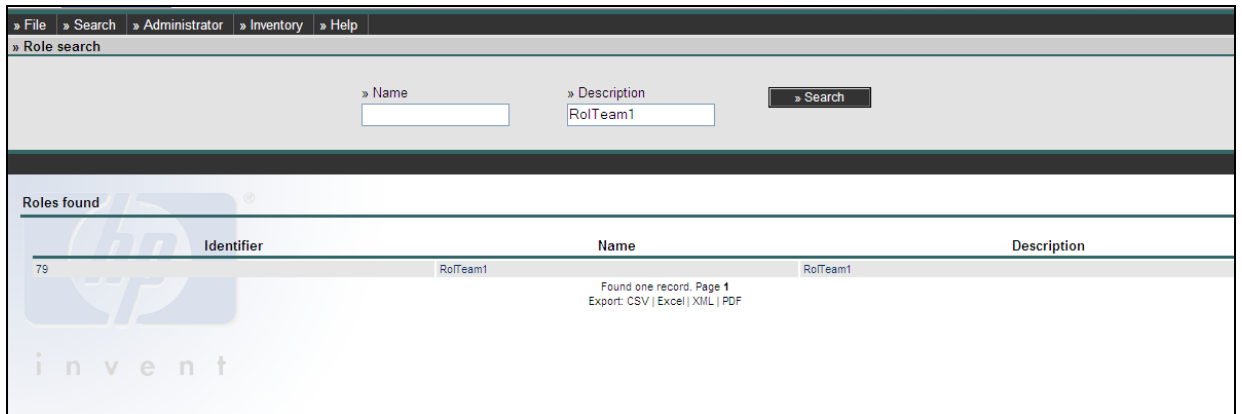 » File » Search » Administrator » Inventory » Help
» Role search
» Name » Description
RolTeam1 » Search
Roles found
®
hp
Identifier Name Description
79 RolTeam1 RolTeam1
Found one record. Page 1
Export: CSV | Excel | XML | PDF
invent